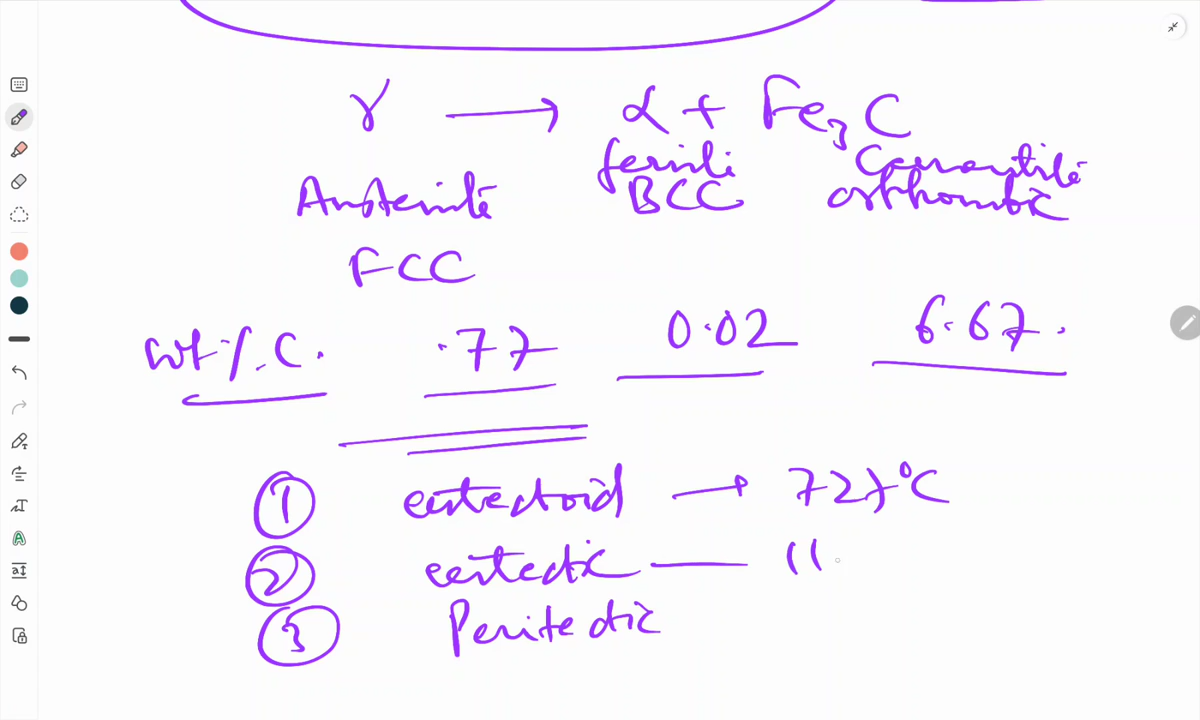 γ → α + Fe3C
Austenite ferrite Cementite
BCC orthombic
FCC
wt%.C. .77 0.02 6.67.
1 eutectoid → 727°C
2 eutectic — 11
3 Peritectic